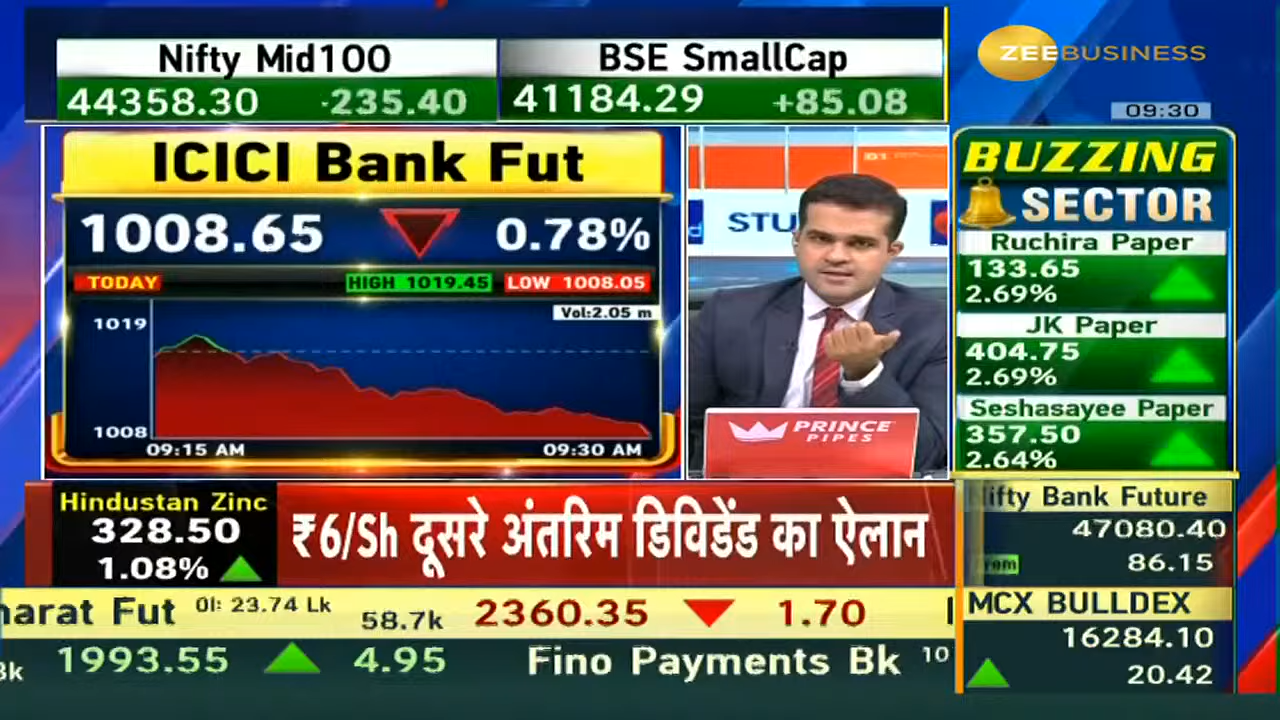 Nifty Mid100
44358.30 -235.40
BSE SmallCap
41184.29 +85.08
ZEEBUSINESS
09:30
ICICI Bank Fut
1008.65 0.78%
TODAY HIGH 1019.45 LOW 1008.05
Vol:2.05 m
1019
1008
09:15 AM 09:30 AM
STU
PRINCE
PIPES
BUZZING
SECTOR
Ruchira Paper
133.65
2.69%
JK Paper
404.75
2.69%
Seshasayee Paper
357.50
2.64%
Hindustan Zinc
328.50
1.08%
₹6/Sh दूसरे अंतरिम डिविडेंड का ऐलान
Nifty Bank Future
47080.40
86.15
MCX BULLDEX
16284.10
20.42
harat Fut OI: 23.74 Lk 58.7k 2360.35 1.70
Bk 1993.55 4.95 Fino Payments Bk 10